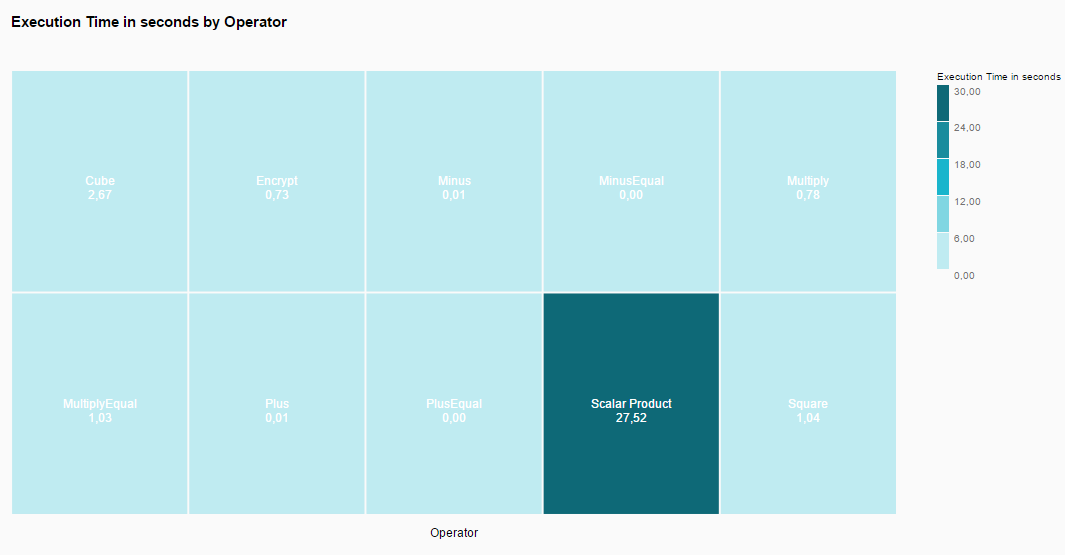 Execution Time in seconds by Operator
Execution Time in seconds
30,00
24,00
18,00
12,00
6,00
0,00
Cube
2,67
Encrypt
0,73
Minus
0,01
MinusEqual
0,00
Multiply
0,78
MultiplyEqual
1,03
Plus
0,01
PlusEqual
0,00
Scalar Product
27,52
Square
1,04
Operator